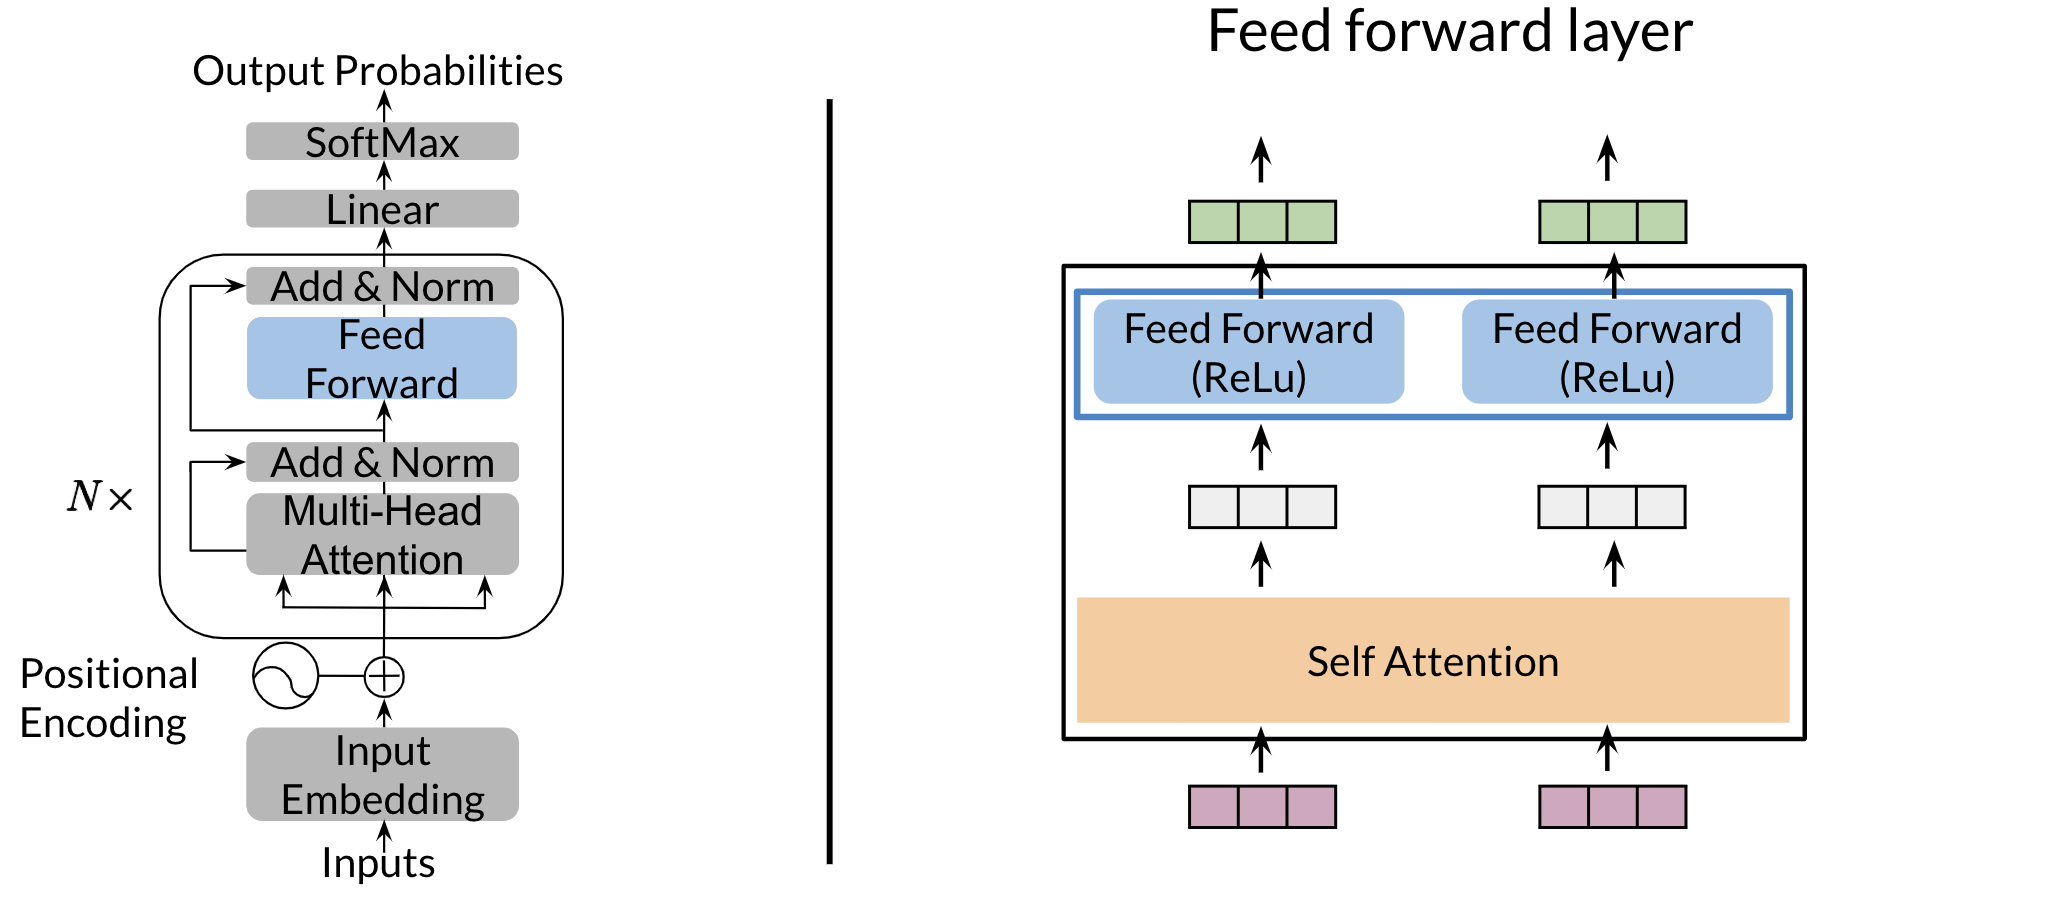 Output Probabilities
SoftMax
Linear
Add & Norm
Feed
Forward
Add & Norm
N×
Multi-Head
Attention
Positional
Encoding
Input
Embedding
Inputs
Feed forward layer
Feed Forward
(ReLu)
Feed Forward
(ReLu)
Self Attention